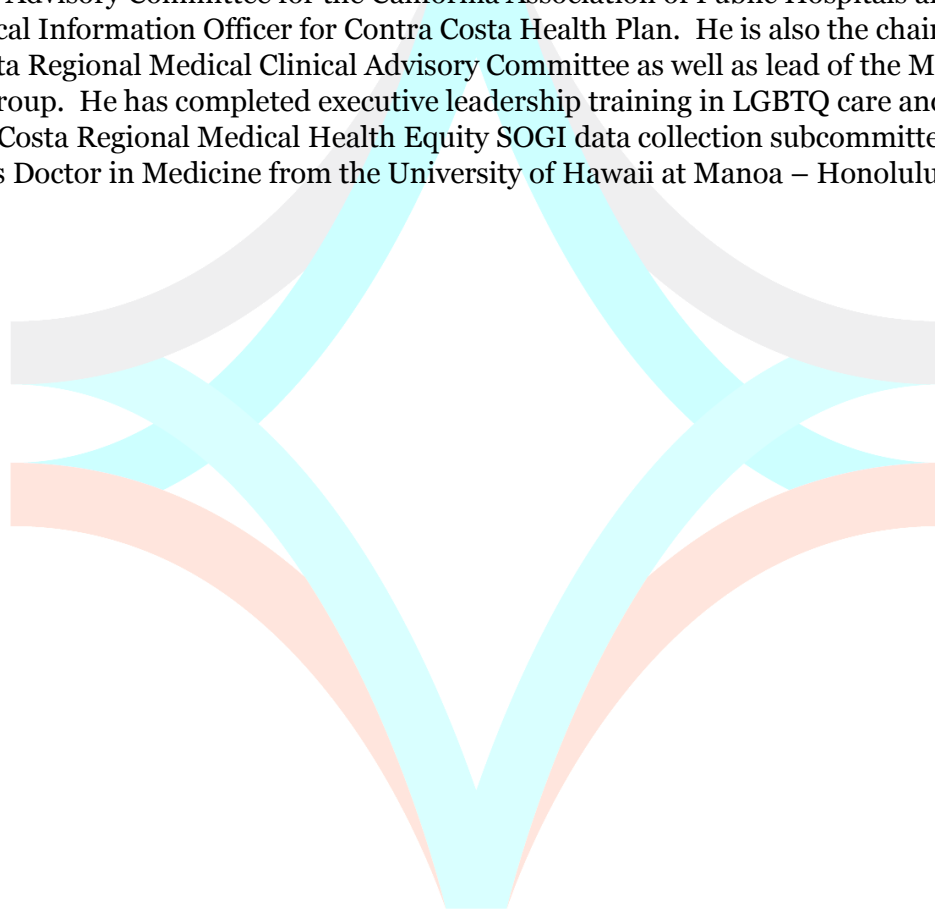 Advisory Committee for the California Association of Public Hospitals a
cal Information Officer for Contra Costa Health Plan.  He is also the chair
ta Regional Medical Clinical Advisory Committee as well as lead of the M
roup.  He has completed executive leadership training in LGBTQ care and
Costa Regional Medical Health Equity SOGI data collection subcommitte
s Doctor in Medicine from the University of Hawaii at Manoa – Honolulu